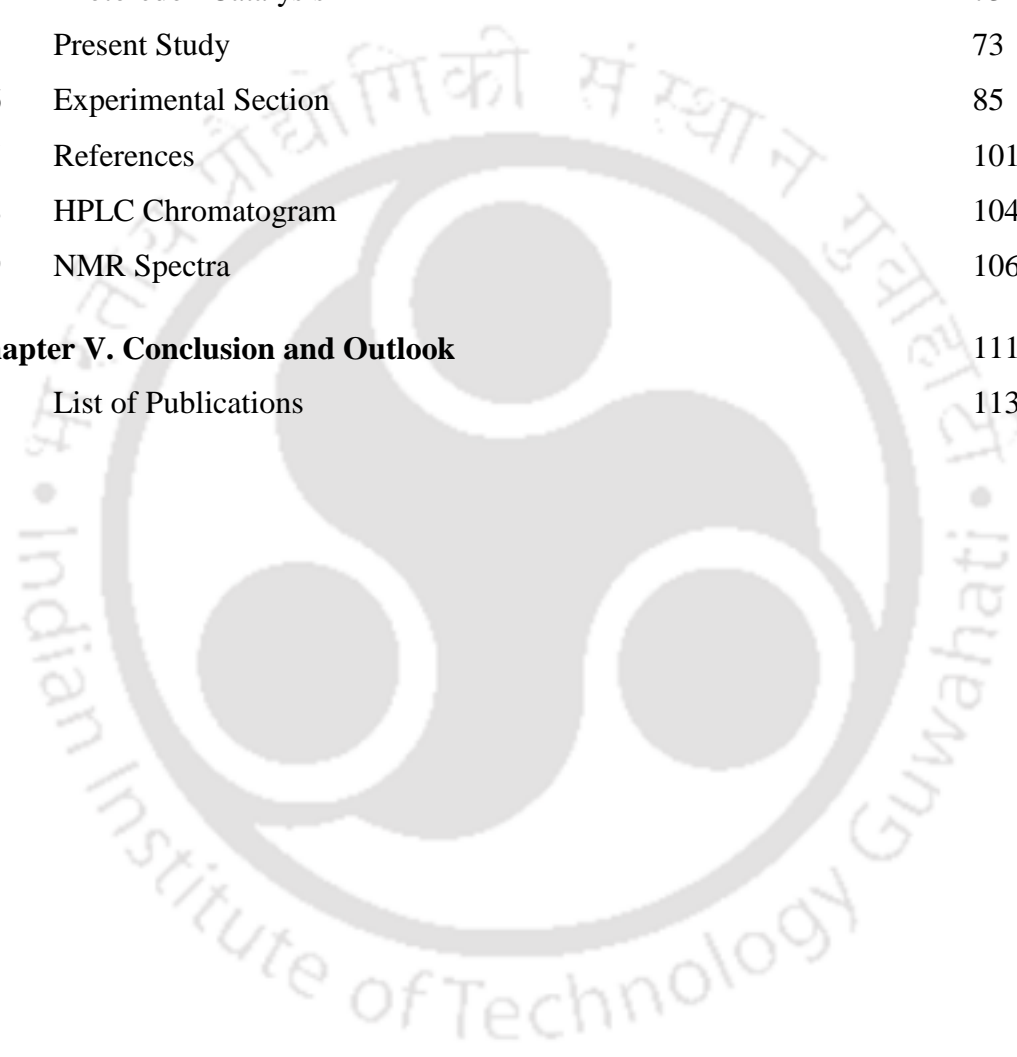 Present Study 73
Experimental Section 85
References 101
HPLC Chromatogram 104
NMR Spectra 106
apter V. Conclusion and Outlook 111
List of Publications 113
Indian Institute of Technology Guwahati